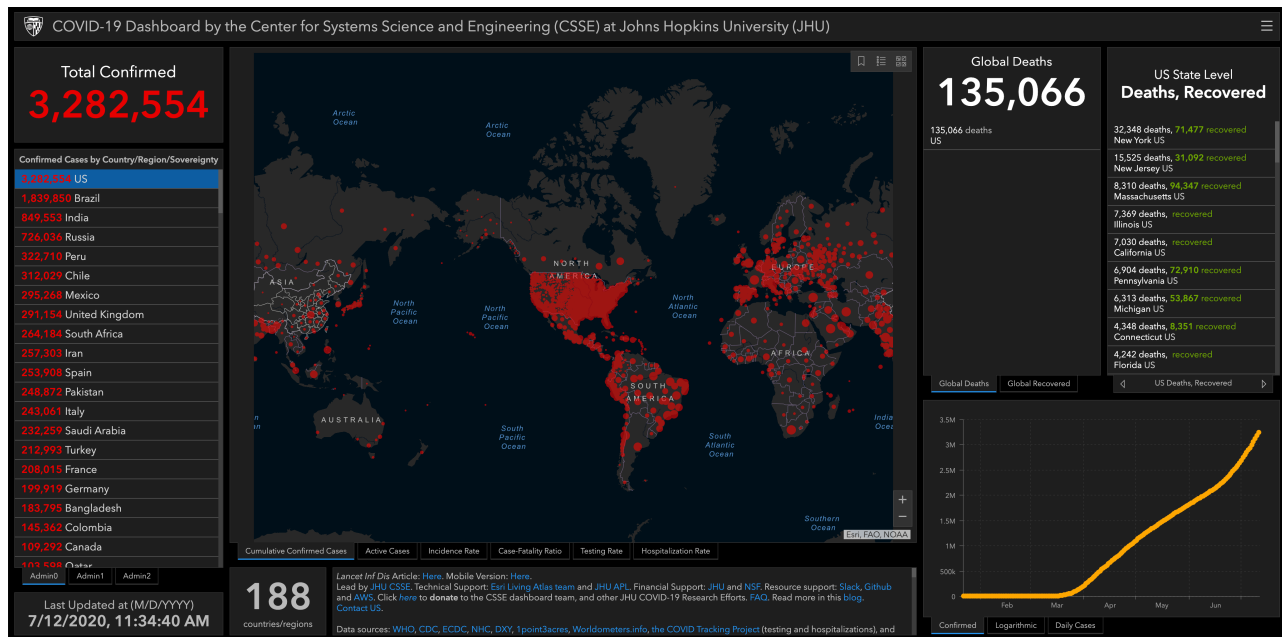 COVID-19 Dashboard by the Center for Systems Science and Engineering (CSSE) at Johns Hopkins University (JHU)
Total Confirmed
3,282,554
Confirmed Cases by Country/Region/Sovereignty
3,282,554 US
1,839,850 Brazil
849,553 India
726,036 Russia
322,710 Peru
312,029 Chile
295,268 Mexico
291,154 United Kingdom
264,184 South Africa
257,303 Iran
253,908 Spain
248,872 Pakistan
243,061 Italy
232,259 Saudi Arabia
212,993 Turkey
208,015 France
199,919 Germany
183,795 Bangladesh
145,362 Colombia
109,292 Canada
103,598 Qatar
Admin0
Admin1
Admin2
Last Updated at (M/D/YYYY)
7/12/2020, 11:34:40 AM
Arctic
Ocean
Arctic
Ocean
NORTH
AMERICA
EUROPE
ASIA
North
Pacific
Ocean
North
Pacific
Ocean
North
Atlantic
Ocean
AFRICA
SOUTH
AMERICA
AUSTRALIA
South
Pacific
Ocean
South
Atlantic
Ocean
Southern
Ocean
+
−
Esri, FAO, NOAA
Cumulative Confirmed Cases
Active Cases
Incidence Rate
Case-Fatality Ratio
Testing Rate
Hospitalization Rate
188
countries/regions
Lancet Inf Dis Article: Here. Mobile Version: Here.
Lead by JHU CSSE. Technical Support: Esri Living Atlas team and JHU APL. Financial Support: JHU and NSF. Resource support: Slack, Github
and AWS. Click here to donate to the CSSE dashboard team, and other JHU COVID-19 Research Efforts. FAQ. Read more in this blog.
Contact US.
Data sources: WHO, CDC, ECDC, NHC, DXY, 1point3acres, Worldometers.info, the COVID Tracking Project (testing and hospitalizations), and
Global Deaths
135,066
135,066 deaths
US
Global Deaths
Global Recovered
US State Level
Deaths, Recovered
32,348 deaths, 71,477 recovered
New York US
15,525 deaths, 31,092 recovered
New Jersey US
8,310 deaths, 94,347 recovered
Massachusetts US
7,369 deaths, recovered
Illinois US
7,030 deaths, recovered
California US
6,904 deaths, 72,910 recovered
Pennsylvania US
6,313 deaths, 53,867 recovered
Michigan US
4,348 deaths, 8,351 recovered
Connecticut US
4,242 deaths, recovered
Florida US
US Deaths, Recovered
3.5M
3M
2.5M
2M
1.5M
1M
500k
0
Feb
Mar
Apr
May
Jun
Confirmed
Logarithmic
Daily Cases